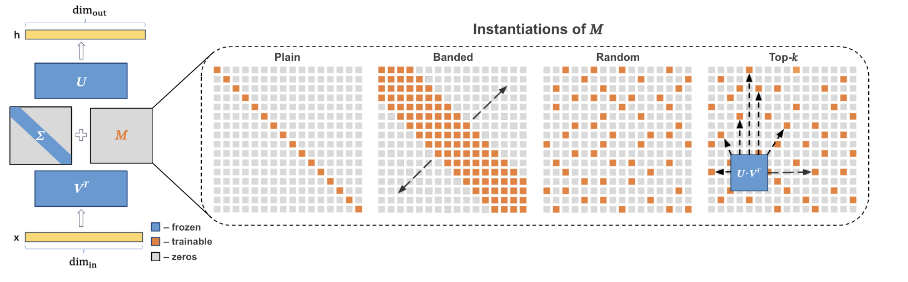 dim_out
h
Instantiations of M
Plain
Banded
Random
Top-k
U
Σ
M
V^T
U · V^T
– frozen
– trainable
– zeros
x
dim_in